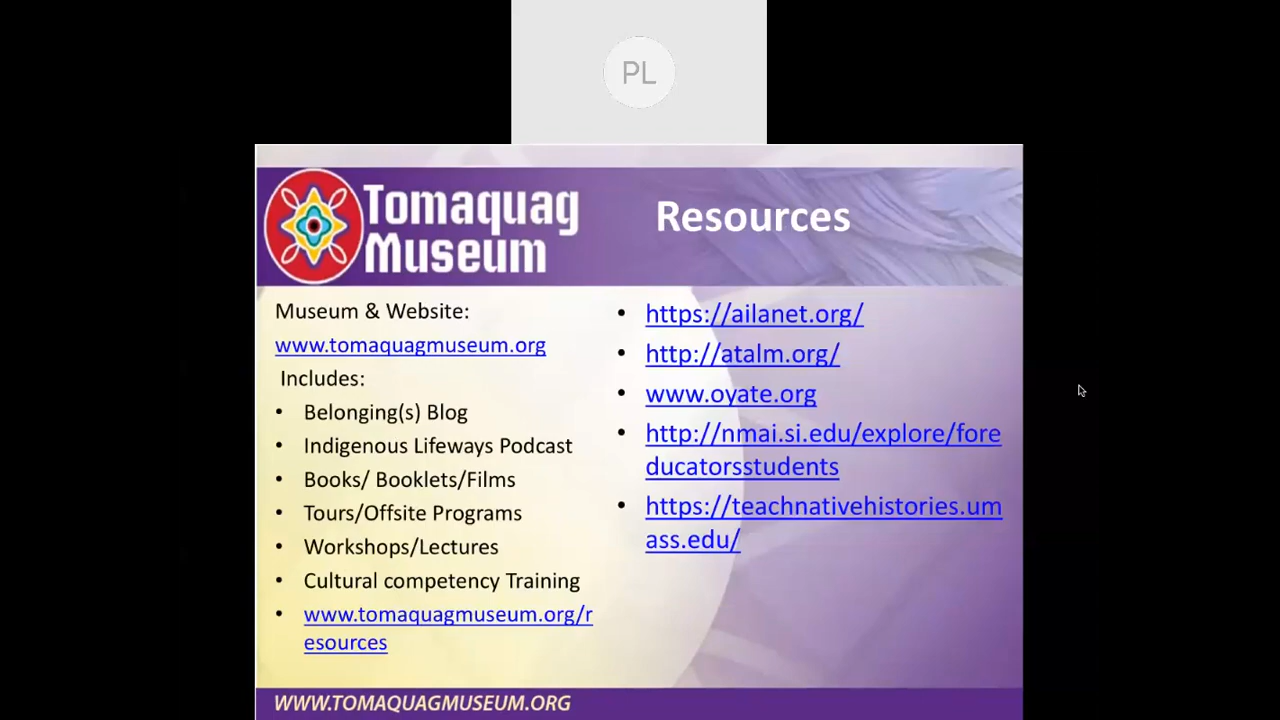 PL
Tomaquag
Museum
Resources
Museum & Website:
www.tomaquagmuseum.org
Includes:
• Belonging(s) Blog
• Indigenous Lifeways Podcast
• Books/ Booklets/Films
• Tours/Offsite Programs
• Workshops/Lectures
• Cultural competency Training
• www.tomaquagmuseum.org/r
esources
• https://ailanet.org/
• http://atalm.org/
• www.oyate.org
• http://nmai.si.edu/explore/fore
ducatorsstudents
• https://teachnativehistories.um
ass.edu/
WWW.TOMAQUAGMUSEUM.ORG